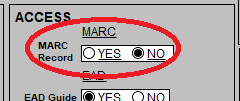 ACCESS
MARC
MARC Record YES NO
EAD
EAD Guide YES NO